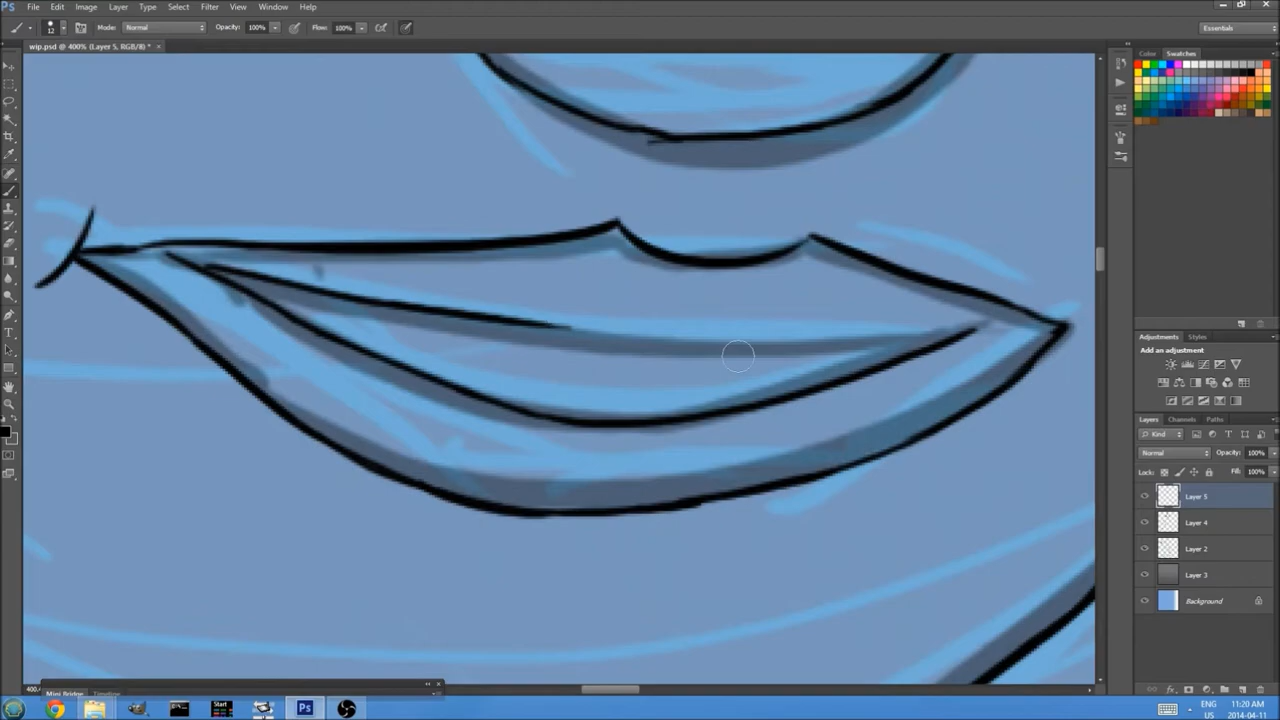 Ps File Edit Image Layer Type Select Filter View Window Help
12 Mode: Normal Opacity: 100% Flow: 100% Essentials
wip.psd @ 400% (Layer 5, RGB/8) * ×
Color Swatches
Adjustments Styles
Add an adjustment
Layers Channels Paths
Kind
Normal Opacity: 100%
Lock: Fill: 100%
Layer 5
Layer 4
Layer 2
Layer 3
Background
Mini Bridge Timeline
Start Ps
11:20 AM
US 2014-04-11